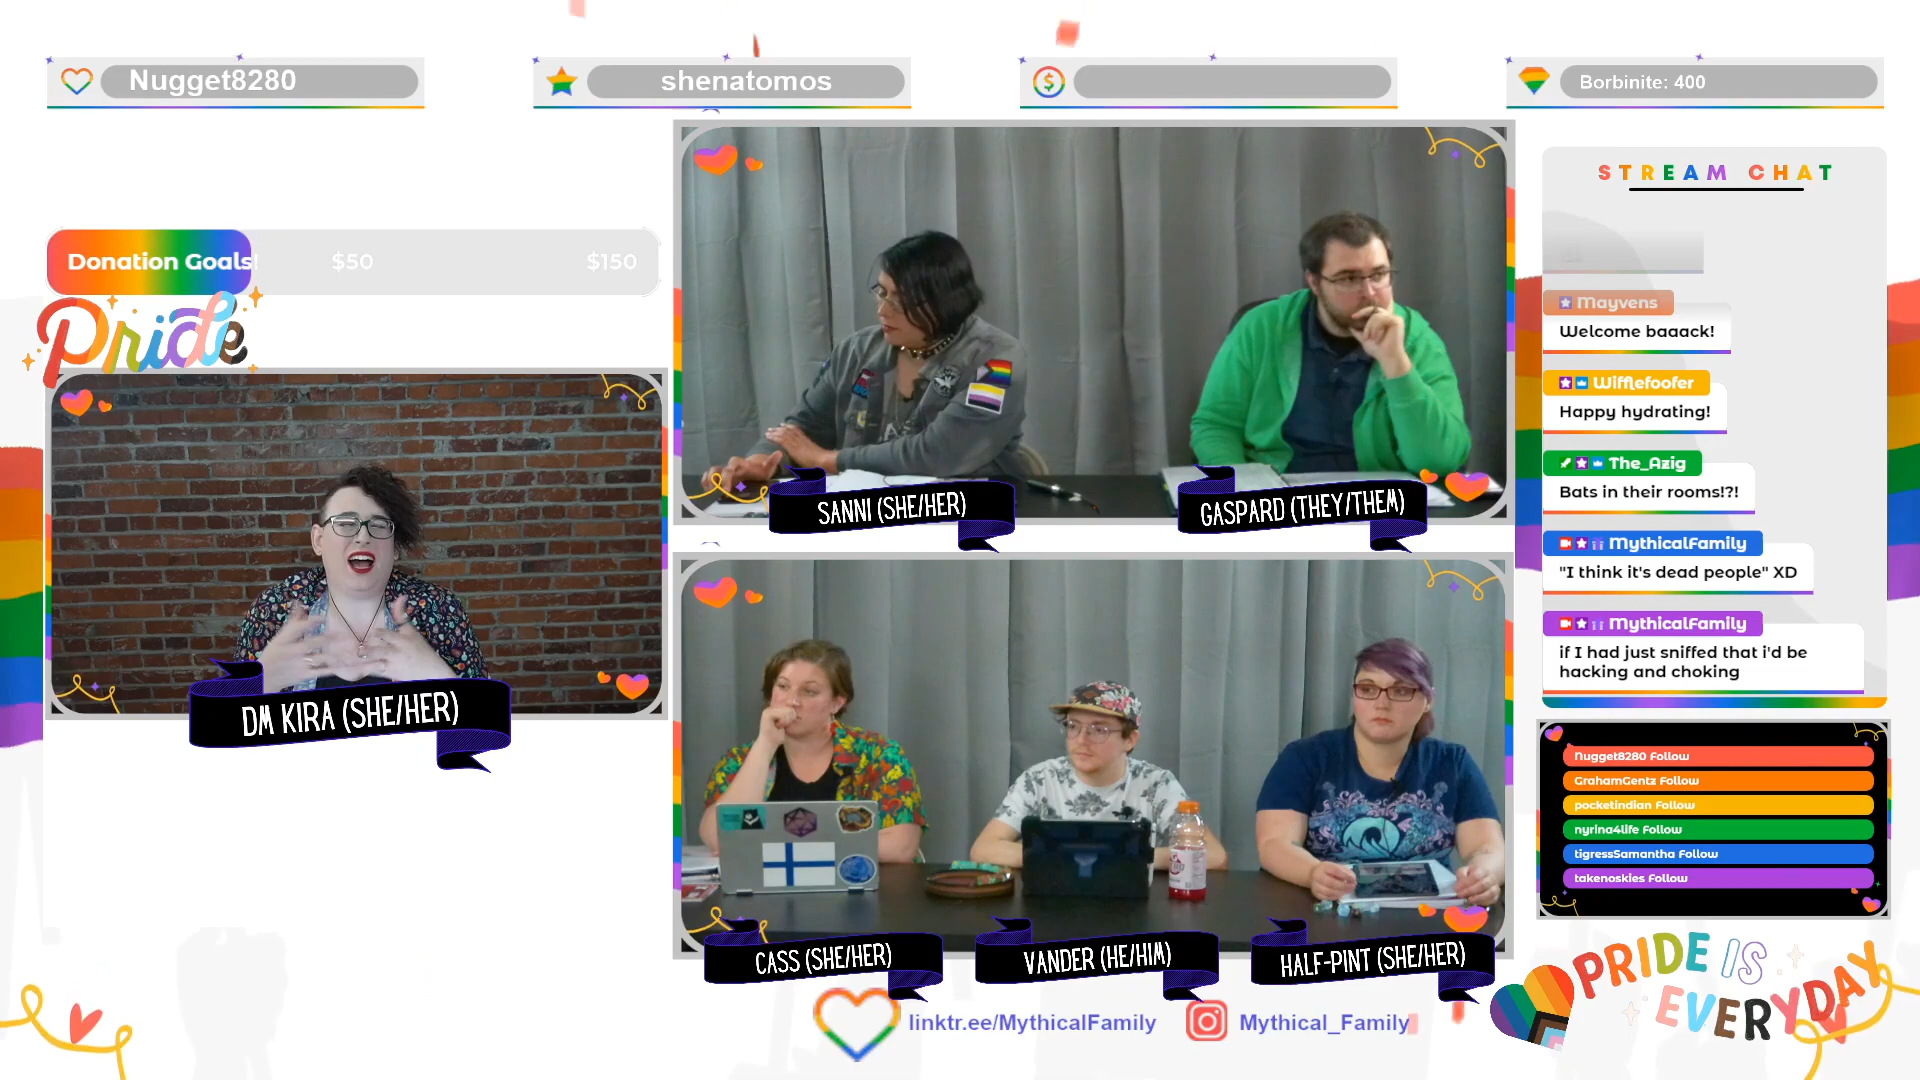 Nugget8280
shenatomos
Borbinite: 400
Donation Goals!
$50
$150
Pride
DM KIRA (SHE/HER)
SANNI (SHE/HER)
GASPARD (THEY/THEM)
CASS (SHE/HER)
VANDER (HE/HIM)
HALF-PINT (SHE/HER)
linktr.ee/MythicalFamily
Mythical_Family
STREAM CHAT
Mayvens
Welcome baaack!
Wifflefoofer
Happy hydrating!
The_Azig
Bats in their rooms!?!
MythicalFamily
"I think it's dead people" XD
MythicalFamily
if I had just sniffed that i'd be
hacking and choking
Nugget8280 Follow
GrahamGentz Follow
pocketindian Follow
nyrina4life Follow
tigressSamantha Follow
takenoskies Follow
PRIDE IS
EVERYDAY